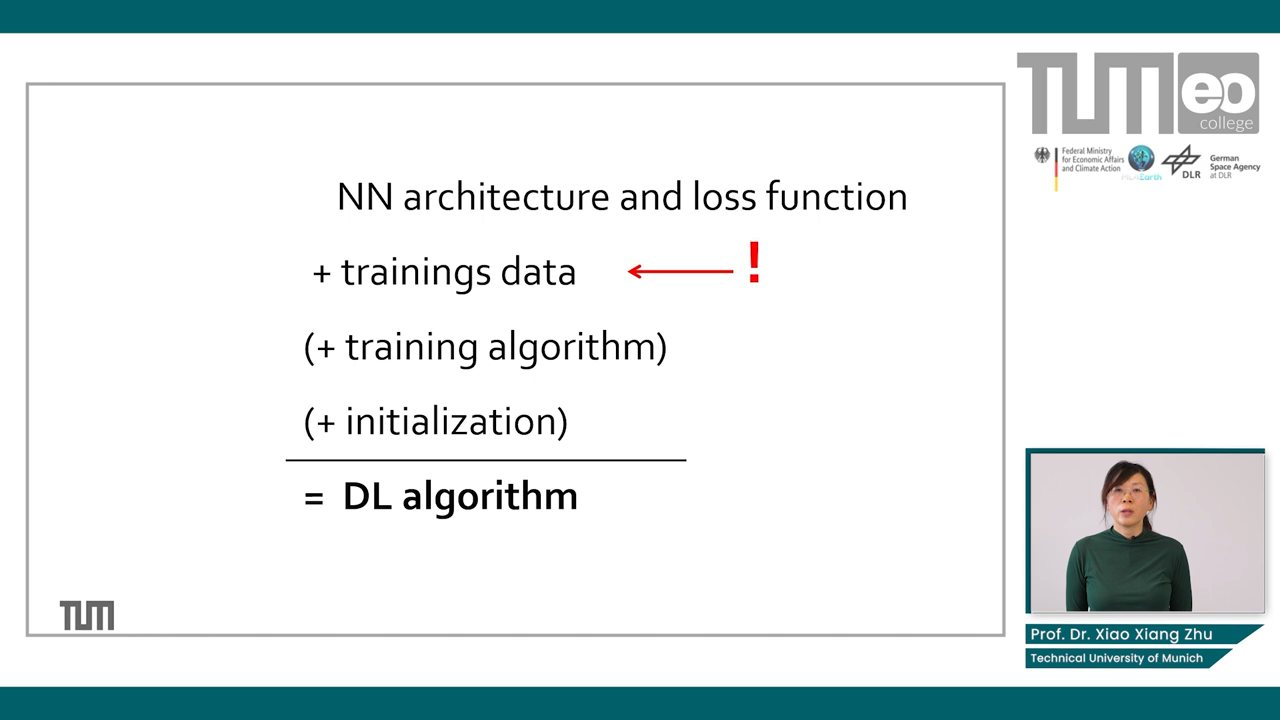 NN architecture and loss function
+ trainings data
!
(+ training algorithm)
(+ initialization)
= DL algorithm
TUM
TUM
eo
college
Federal Ministry
for Economic Affairs
and Climate Action
ML4Earth
DLR
German
Space Agency
at DLR
Prof. Dr. Xiao Xiang Zhu
Technical University of Munich